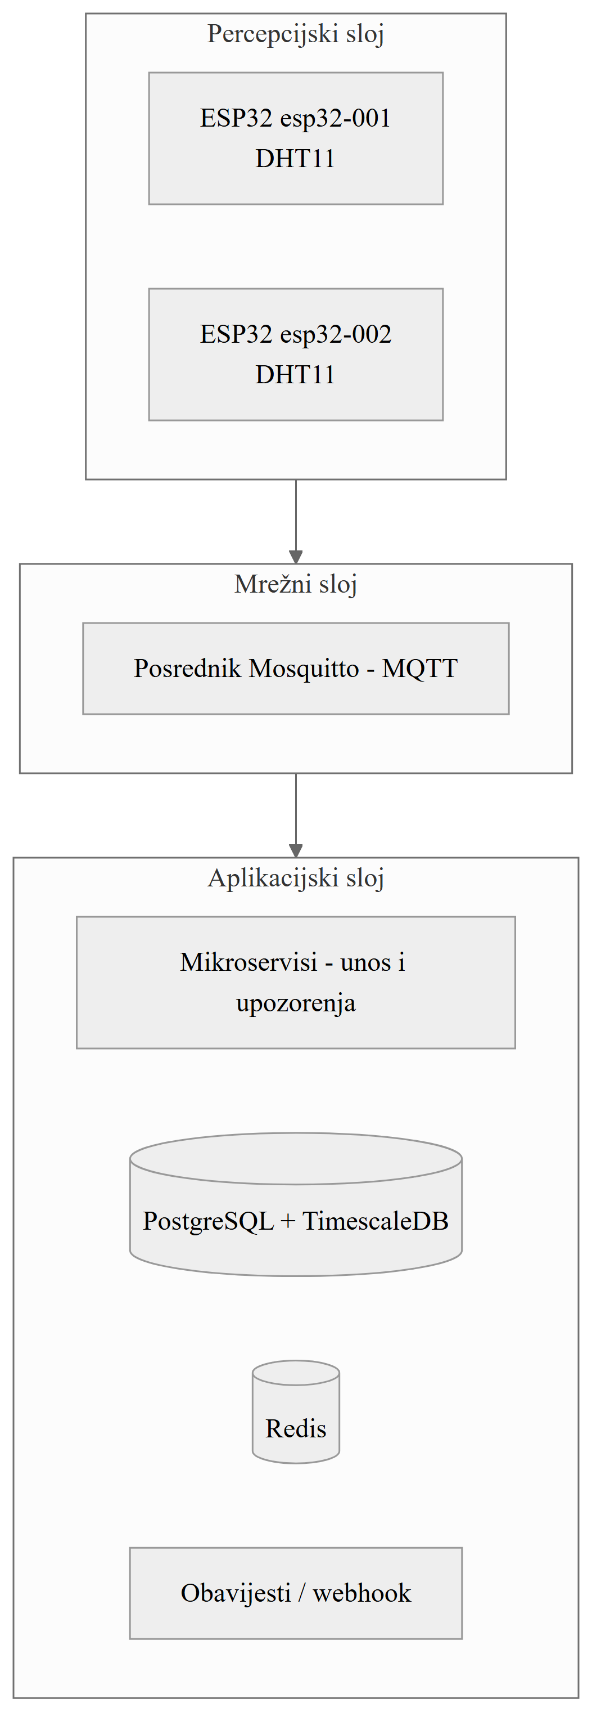 Percepcijski sloj
ESP32 esp32-001
DHT11
ESP32 esp32-002
DHT11
Mrežni sloj
Posrednik Mosquitto - MQTT
Aplikacijski sloj
Mikroservisi - unos i
upozorenja
PostgreSQL + TimescaleDB
Redis
Obavijesti / webhook